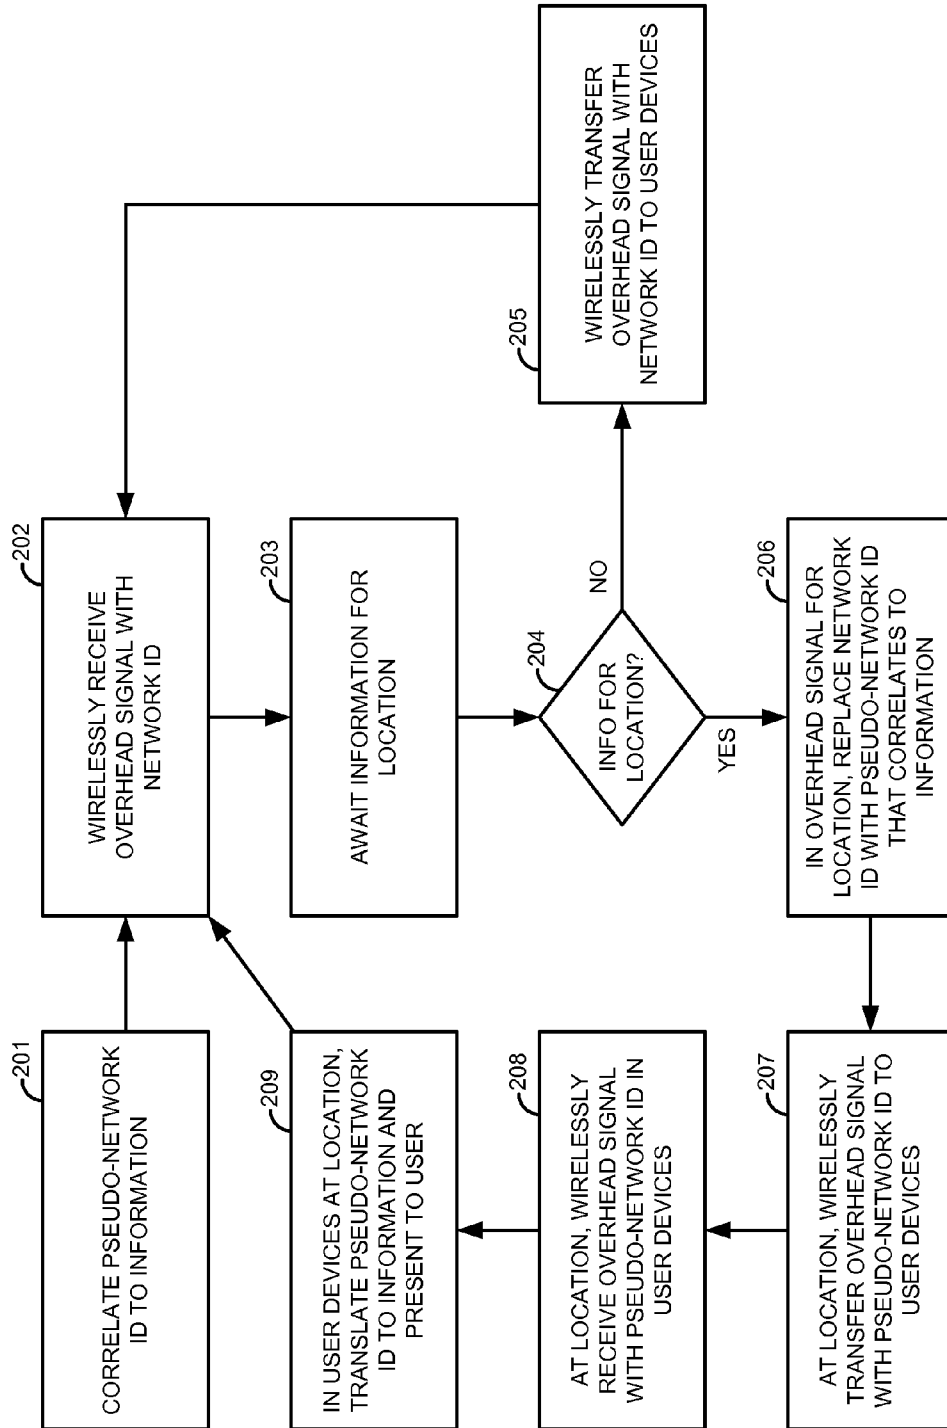 201
CORRELATE PSEUDO-NETWORK
ID TO INFORMATION
202
WIRELESSLY RECEIVE
OVERHEAD SIGNAL WITH
NETWORK ID
203
AWAIT INFORMATION FOR
LOCATION
204
INFO FOR
LOCATION?
NO
YES
205
WIRELESSLY TRANSFER
OVERHEAD SIGNAL WITH
NETWORK ID TO USER DEVICES
206
IN OVERHEAD SIGNAL FOR
LOCATION, REPLACE NETWORK
ID WITH PSEUDO-NETWORK ID
THAT CORRELATES TO
INFORMATION
207
AT LOCATION, WIRELESSLY
TRANSFER OVERHEAD SIGNAL
WITH PSEUDO-NETWORK ID TO
USER DEVICES
208
AT LOCATION, WIRELESSLY
RECEIVE OVERHEAD SIGNAL
WITH PSEUDO-NETWORK ID IN
USER DEVICES
209
IN USER DEVICES AT LOCATION,
TRANSLATE PSEUDO-NETWORK
ID TO INFORMATION AND
PRESENT TO USER